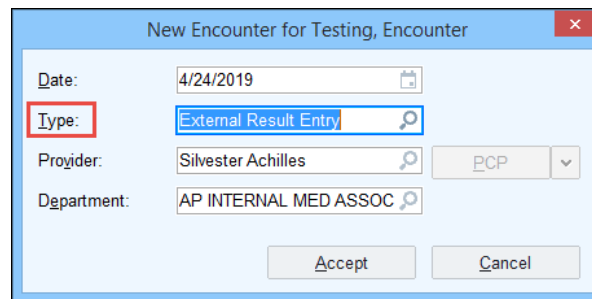 New Encounter for Testing, Encounter
Date: 4/24/2019
Type: External Result Entry
Provider: Silvester Achilles PCP
Department: AP INTERNAL MED ASSOC
Accept Cancel